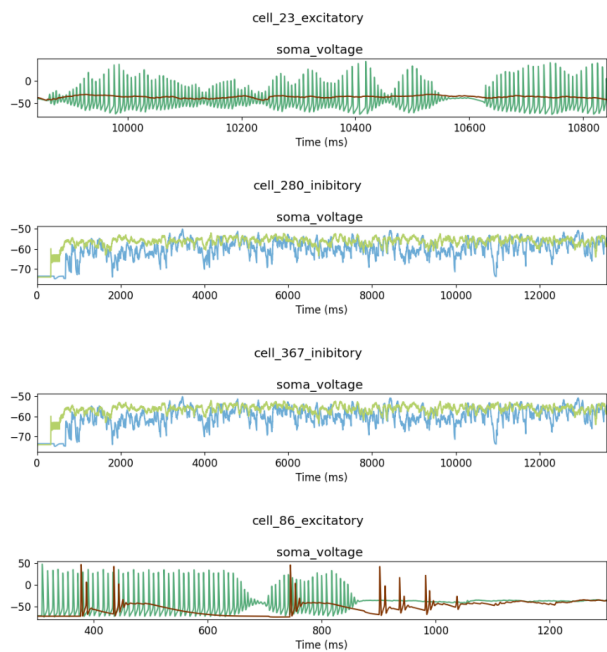 cell_23_excitatory
soma_voltage
0
−50
10000 10200 10400 10600 10800
Time (ms)
cell_280_inibitory
soma_voltage
−50
−60
−70
0 2000 4000 6000 8000 10000 12000
Time (ms)
cell_367_inibitory
soma_voltage
−50
−60
−70
0 2000 4000 6000 8000 10000 12000
Time (ms)
cell_86_excitatory
soma_voltage
50
0
−50
400 600 800 1000 1200
Time (ms)